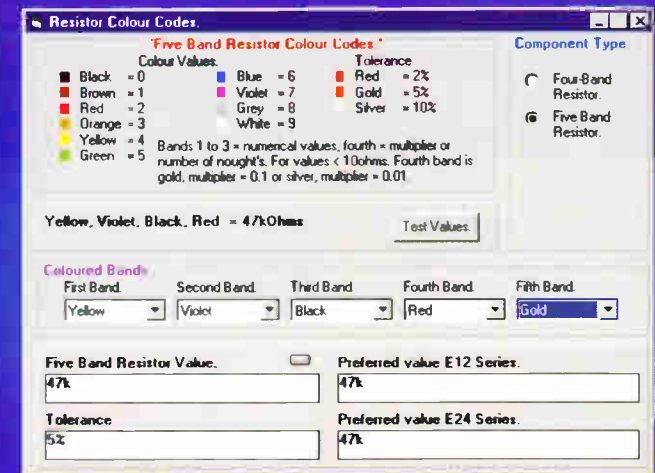 Resistor Colour Codes.
"Five Band Resistor Colour Codes."
Colour Values.
Tolerance
Black = 0
Brown = 1
Red = 2
Orange = 3
Yellow = 4
Green = 5
Blue = 6
Violet = 7
Grey = 8
White = 9
Red = 2%
Gold = 5%
Silver = 10%
Bands 1 to 3 = numerical values, fourth = multiplier or
number of nought's. For values < 10ohms. Fourth band is
gold, multiplier = 0.1 or silver, multiplier = 0.01
Component Type
Four-Band
Resistor.
Five Band
Resistor.
Yellow, Violet, Black, Red = 47kOhms
Test Values.
Coloured Bands
First Band.
Second Band.
Third Band
Fourth Band.
Fifth Band.
Yellow
Violet
Black
Red
Gold
Five Band Resistor Value.
47k
Preferred value E12 Series.
47k
Tolerance
5%
Preferred value E24 Series.
47k